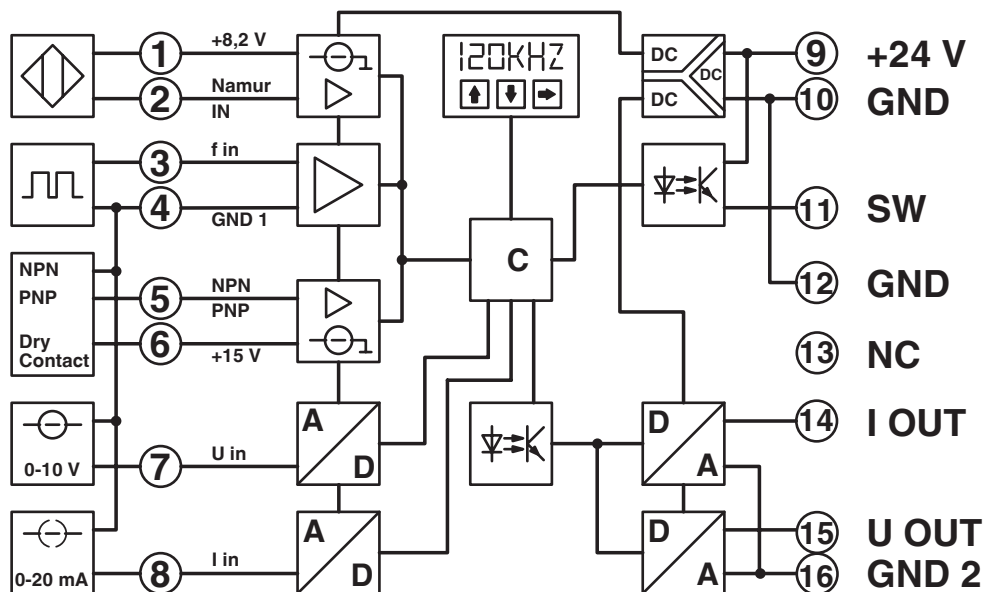 1 +8,2 V
2 Namur
IN
3 f in
4
GND 1
NPN
PNP
Dry
Contact
5 NPN
PNP
6
+15 V
0-10 V
7 U in
0-20 mA
8 I in
A
D
A
D
120KHZ
C
DC
DC
DC
9 +24 V
10 GND
11 SW
12 GND
13 NC
D
A
14 I OUT
D
A
15 U OUT
16 GND 2